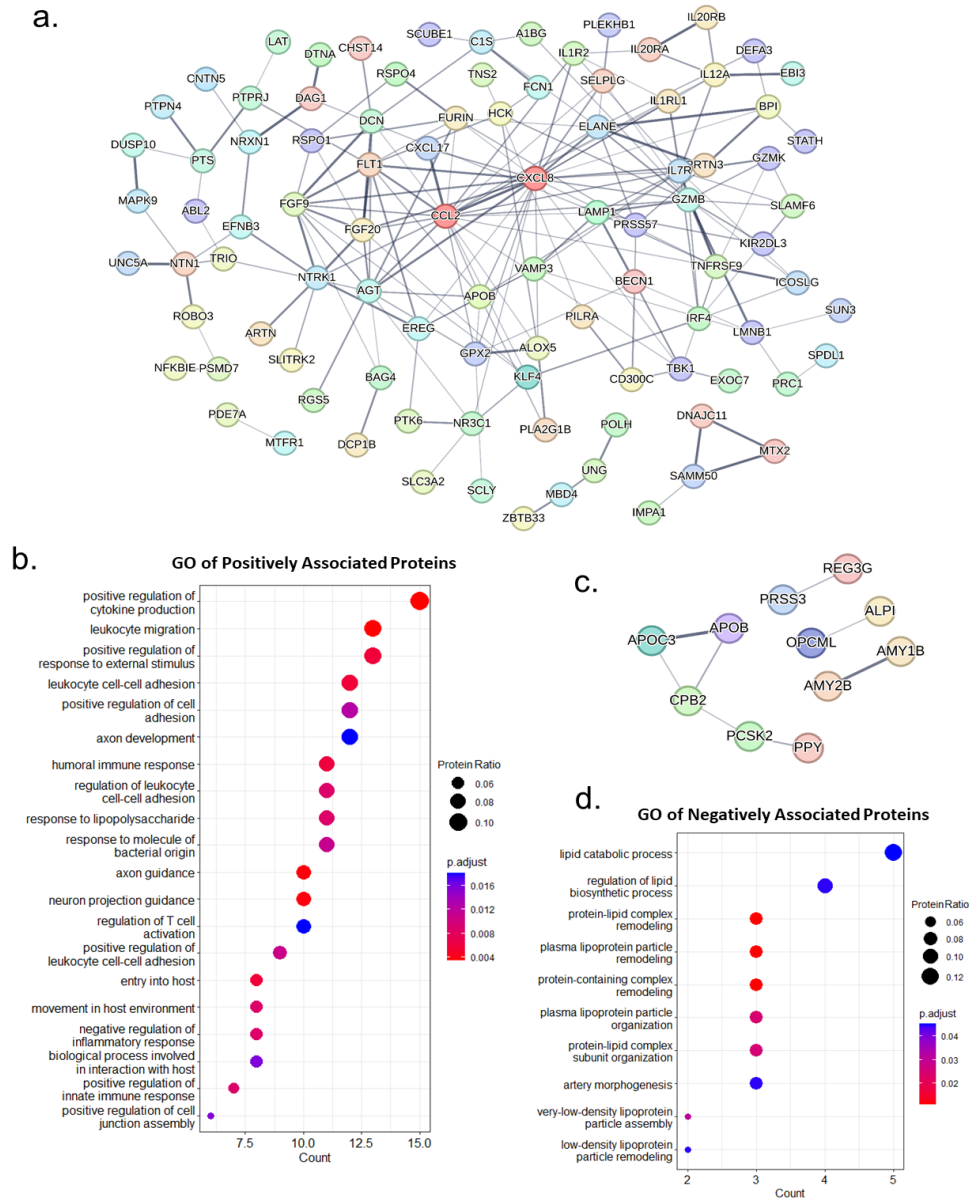 a.
IL20RB
PLEKHB1
SCUBE1
C1S
A1BG
LAT
DTNA
CHST14
IL1R2
IL20RA
DEFA3
CNTN5
RSPO4
TNS2
SELPLG
IL12A
EBI3
PTPN4
PTPRJ
DAG1
FCN1
IL1RL1
BPI
DCN
FURIN
HCK
ELANE
DUSP10
NRXN1
RSPO1
CXCL17
STATH
PTS
FLT1
CXCL8
IL7R
PRTN3
GZMK
MAPK9
ABL2
FGF9
CCL2
LAMP1
GZMB
SLAMF6
EFNB3
FGF20
PRSS57
KIR2DL3
UNC5A
NTN1
TRIO
NTRK1
AGT
VAMP3
BECN1
TNFRSF9
ICOSLG
APOB
ROBO3
ARTN
EREG
PILRA
IRF4
LMNB1
SUN3
SLITRK2
GPX2
ALOX5
NFKBIE
PSMD7
BAG4
KLF4
CD300C
TBK1
EXOC7
SPDL1
PRC1
RGS5
PDE7A
MTFR1
DCP1B
PTK6
NR3C1
PLA2G1B
POLH
DNAJC11
MTX2
SLC3A2
SCLY
UNG
SAMM50
MBD4
ZBTB33
IMPA1
b.
GO of Positively Associated Proteins
positive regulation of
cytokine production
leukocyte migration
positive regulation of
response to external stimulus
leukocyte cell-cell adhesion
positive regulation of cell
adhesion
axon development
humoral immune response
regulation of leukocyte
cell-cell adhesion
response to lipopolysaccharide
response to molecule of
bacterial origin
axon guidance
neuron projection guidance
regulation of T cell
activation
positive regulation of
leukocyte cell-cell adhesion
entry into host
movement in host environment
negative regulation of
inflammatory response
biological process involved
in interaction with host
positive regulation of
innate immune response
positive regulation of cell
junction assembly
7.5
10.0
12.5
15.0
Count
Protein Ratio
0.06
0.08
0.10
p.adjust
0.016
0.012
0.008
0.004
c.
REG3G
PRSS3
ALPI
APOC3
APOB
OPCML
AMY1B
AMY2B
CPB2
PCSK2
PPY
d.
GO of Negatively Associated Proteins
lipid catabolic process
regulation of lipid
biosynthetic process
protein-lipid complex
remodeling
plasma lipoprotein particle
remodeling
protein-containing complex
remodeling
plasma lipoprotein particle
organization
protein-lipid complex
subunit organization
artery morphogenesis
very-low-density lipoprotein
particle assembly
low-density lipoprotein
particle remodeling
2
3
4
5
Count
Protein Ratio
0.06
0.08
0.10
0.12
p.adjust
0.04
0.03
0.02